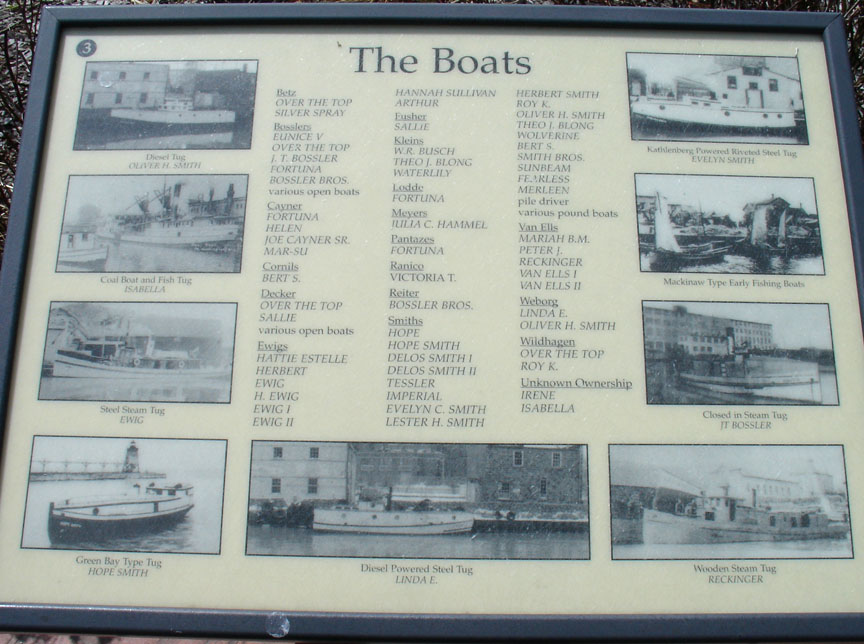 3
The Boats
Diesel Tug
OLIVER H. SMITH
Coal Boat and Fish Tug
ISABELLA
Steel Steam Tug
EWIG
Green Bay Type Tug
HOPE SMITH
Betz
OVER THE TOP
SILVER SPRAY
Bosslers
EUNICE V
OVER THE TOP
J. T. BOSSLER
FORTUNA
BOSSLER BROS.
various open boats
Cayner
FORTUNA
HELEN
JOE CAYNER SR.
MAR-SU
Cornils
BERT S.
Decker
OVER THE TOP
SALLIE
various open boats
Ewigs
HATTIE ESTELLE
HERBERT
EWIG
H. EWIG
EWIG I
EWIG II
HANNAH SULLIVAN
ARTHUR
Fusher
SALLIE
Kleins
W.R. BUSCH
THEO J. BLONG
WATERLILY
Lodde
FORTUNA
Meyers
JULIA C. HAMMEL
Pantazes
FORTUNA
Ranico
VICTORIA T.
Reiter
BOSSLER BROS.
Smiths
HOPE
HOPE SMITH
DELOS SMITH I
DELOS SMITH II
TESSLER
IMPERIAL
EVELYN C. SMITH
LESTER H. SMITH
HERBERT SMITH
ROY K.
OLIVER H. SMITH
THEO J. BLONG
WOLVERINE
BERT S.
SMITH BROS.
SUNBEAM
FEARLESS
MERLEEN
pile driver
various pound boats
Van Ells
MARIAH B.M.
PETER J.
RECKINGER
VAN ELLS I
VAN ELLS II
Weborg
LINDA E.
OLIVER H. SMITH
Wildhagen
OVER THE TOP
ROY K.
Unknown Ownership
IRENE
ISABELLA
Kathlenberg Powered Riveted Steel Tug
EVELYN SMITH
Mackinaw Type Early Fishing Boats
Closed in Steam Tug
JT BOSSLER
Diesel Powered Steel Tug
LINDA E.
Wooden Steam Tug
RECKINGER